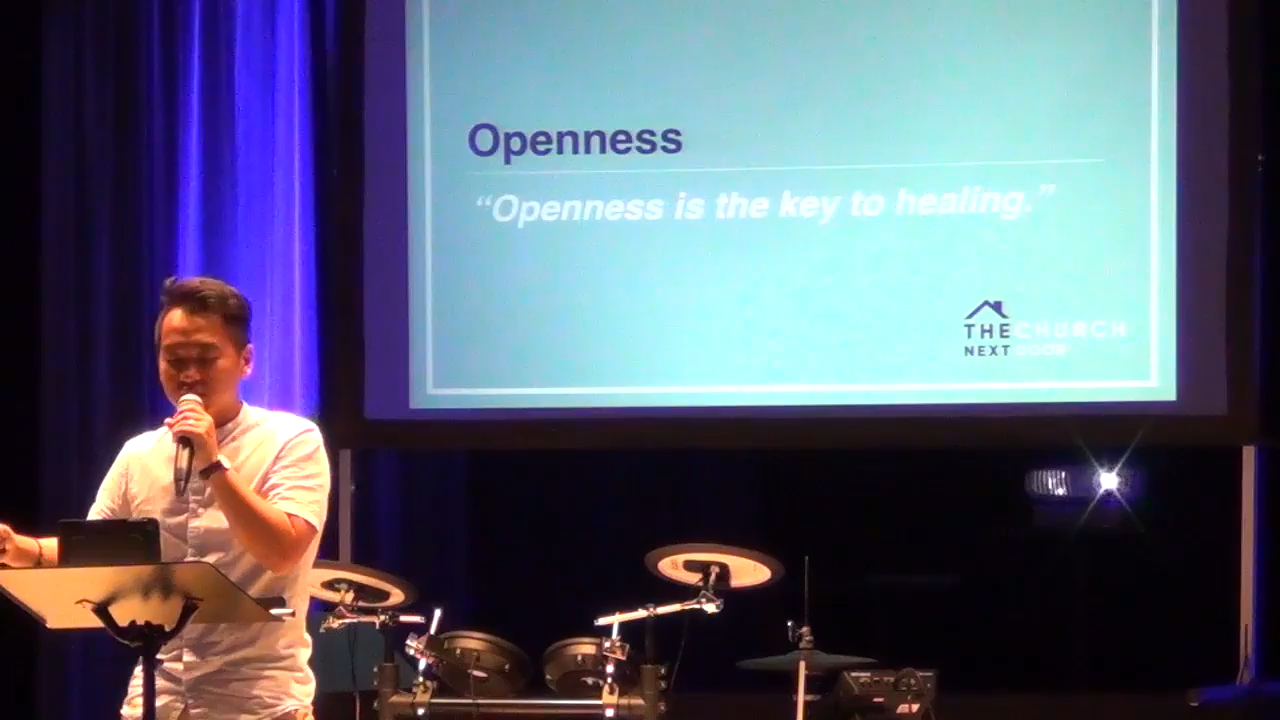 Openness
“Openness is the key to healing.”
THE CHURCH
NEXT DOOR